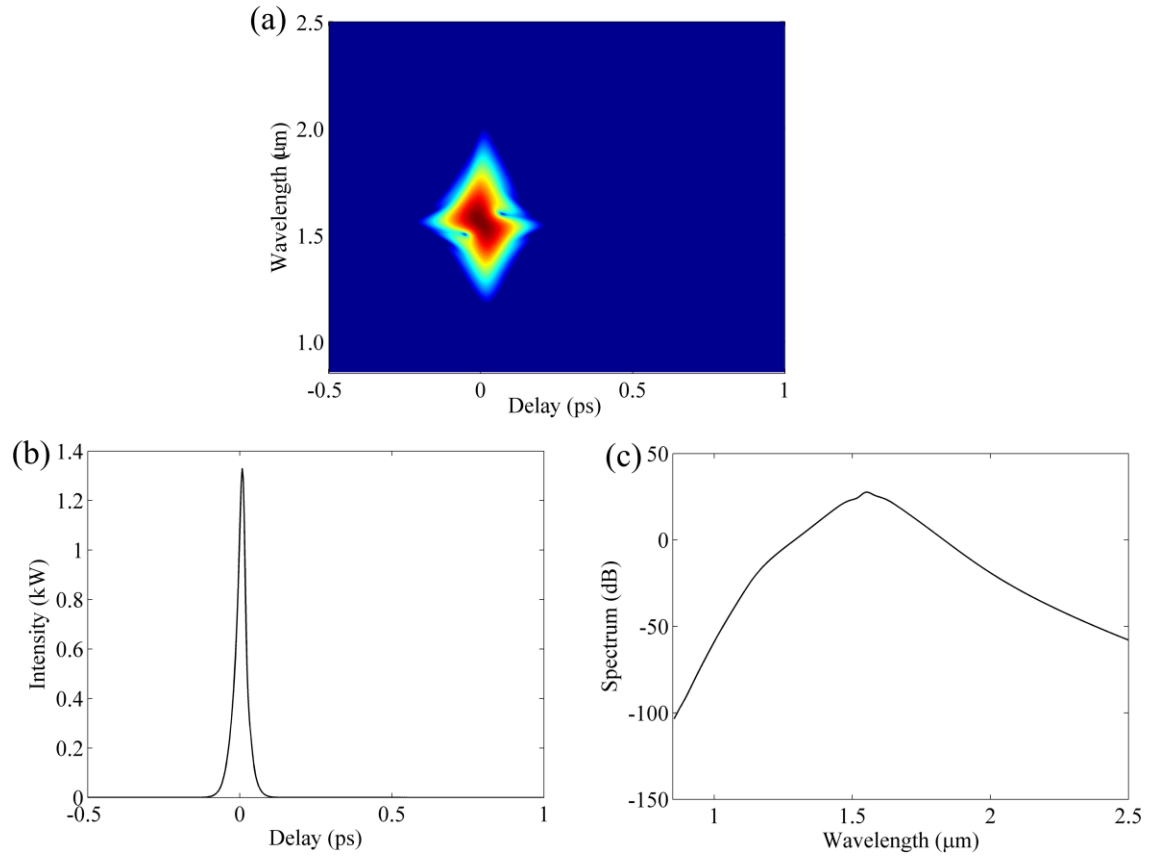 (a)
2.5
2.0
1.5
1.0
Wavelength (μm)
-0.5 0 0.5 1
Delay (ps)
(b)
1.4
1.2
1
0.8
0.6
0.4
0.2
0
Intensity (kW)
-0.5 0 0.5 1
Delay (ps)
(c)
50
0
-50
-100
-150
Spectrum (dB)
1 1.5 2 2.5
Wavelength (μm)